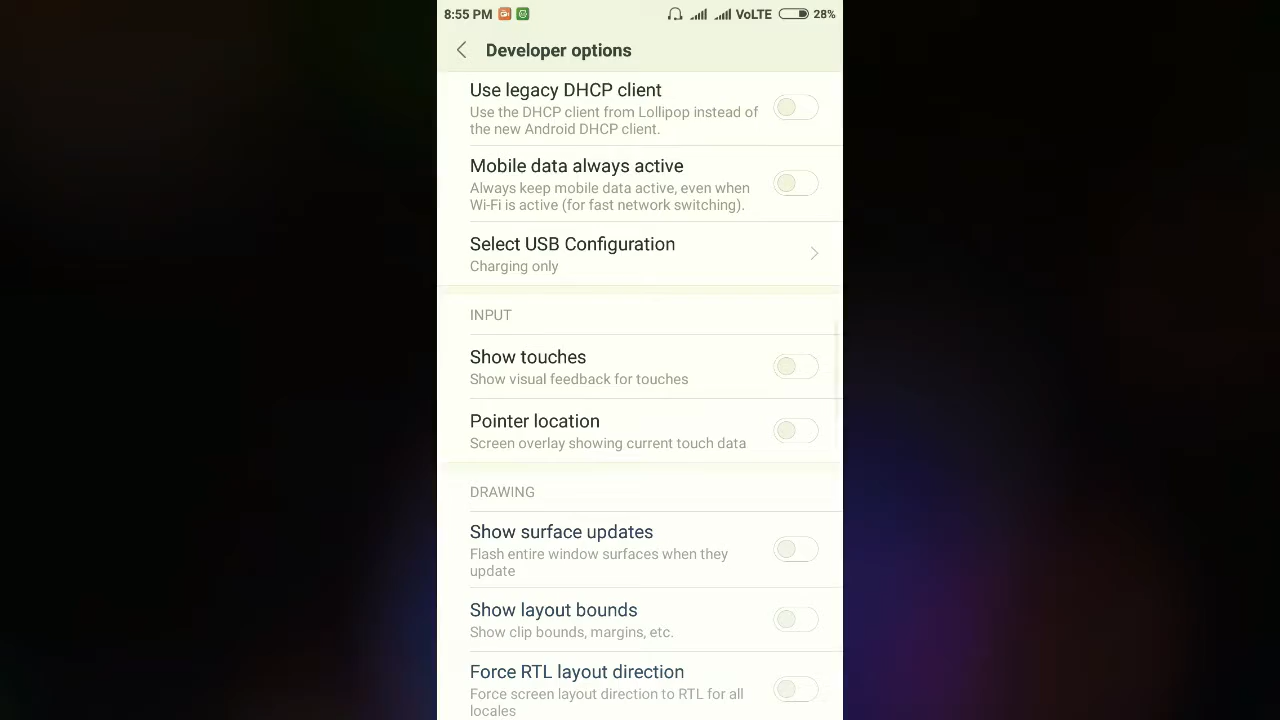 8:55 PM VoLTE 28%
Developer options
Use legacy DHCP client
Use the DHCP client from Lollipop instead of
the new Android DHCP client.
Mobile data always active
Always keep mobile data active, even when
Wi-Fi is active (for fast network switching).
Select USB Configuration
Charging only
INPUT
Show touches
Show visual feedback for touches
Pointer location
Screen overlay showing current touch data
DRAWING
Show surface updates
Flash entire window surfaces when they
update
Show layout bounds
Show clip bounds, margins, etc.
Force RTL layout direction
Force screen layout direction to RTL for all
locales